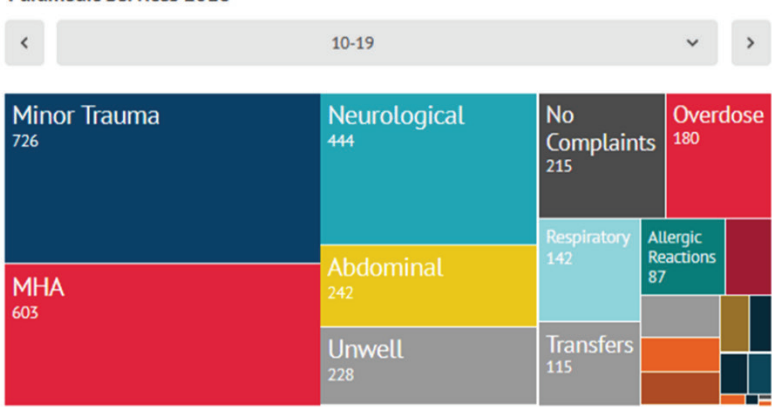 10-19
Minor Trauma
726
Neurological
444
No
Complaints
215
Overdose
180
MHA
603
Abdominal
242
Unwell
228
Respiratory
142
Allergic
Reactions
87
Transfers
115